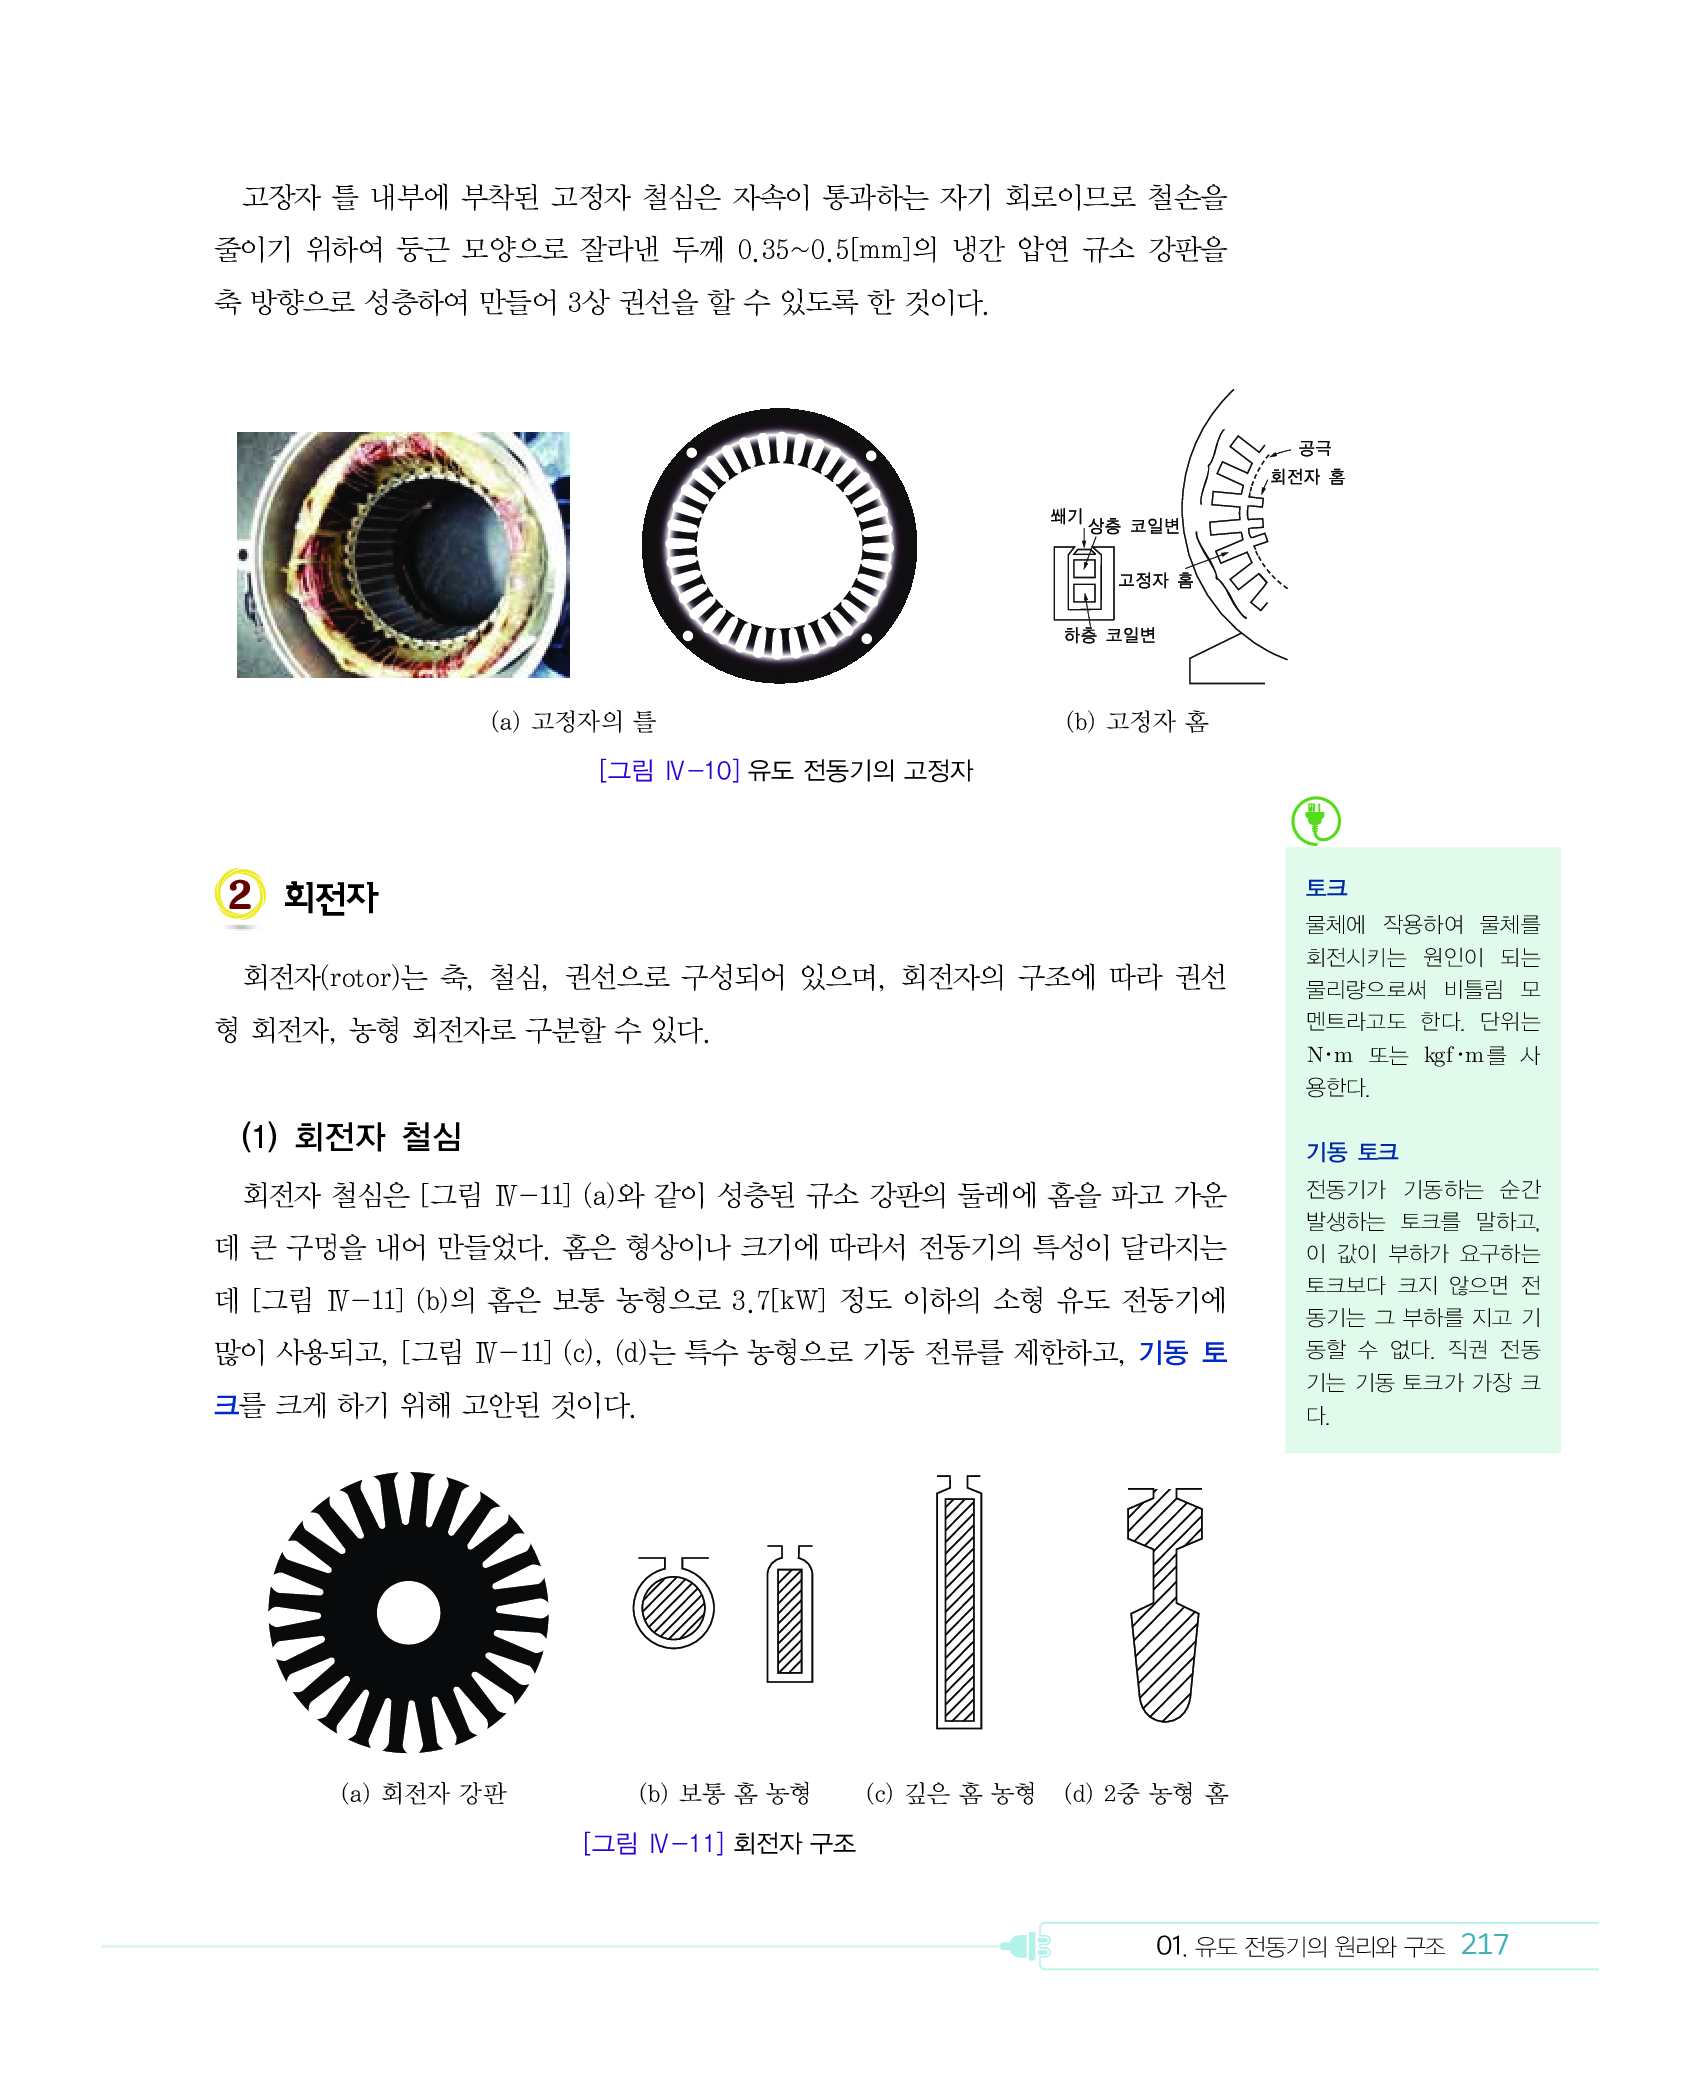 고장자 틀 내부에 부착된 고정자 철심은 자속이 통과하는 자기 회로이므로 철손을
줄이기 위하여 둥근 모양으로 잘라낸 두께 0.35~0.5[mm]의 냉간 압연 규소 강판을
축 방향으로 성층하여 만들어 3상 권선을 할 수 있도록 한 것이다.
공극
회전자 홈
쐐기
상층 코일변
고정자 홈
하층 코일변
(a) 고정자의 틀
(b) 고정자 홈
[그림 Ⅳ-10] 유도 전동기의 고정자
2 회전자
회전자(rotor)는 축, 철심, 권선으로 구성되어 있으며, 회전자의 구조에 따라 권선
형 회전자, 농형 회전자로 구분할 수 있다.
(1) 회전자 철심
회전자 철심은 [그림 Ⅳ-11] (a)와 같이 성층된 규소 강판의 둘레에 홈을 파고 가운
데 큰 구멍을 내어 만들었다. 홈은 형상이나 크기에 따라서 전동기의 특성이 달라지는
데 [그림 Ⅳ-11] (b)의 홈은 보통 농형으로 3.7[kW] 정도 이하의 소형 유도 전동기에
많이 사용되고, [그림 Ⅳ-11] (c), (d)는 특수 농형으로 기동 전류를 제한하고, 기동 토
크를 크게 하기 위해 고안된 것이다.
토크
물체에 작용하여 물체를
회전시키는 원인이 되는
물리량으로써 비틀림 모
멘트라고도 한다. 단위는
N·m 또는 kgf·m를 사
용한다.
기동 토크
전동기가 기동하는 순간
발생하는 토크를 말하고,
이 값이 부하가 요구하는
토크보다 크지 않으면 전
동기는 그 부하를 지고 기
동할 수 없다. 직권 전동
기는 기동 토크가 가장 크
다.
(a) 회전자 강판
(b) 보통 홈 농형
(c) 깊은 홈 농형
(d) 2중 농형 홈
[그림 Ⅳ-11] 회전자 구조
01. 유도 전동기의 원리와 구조 217